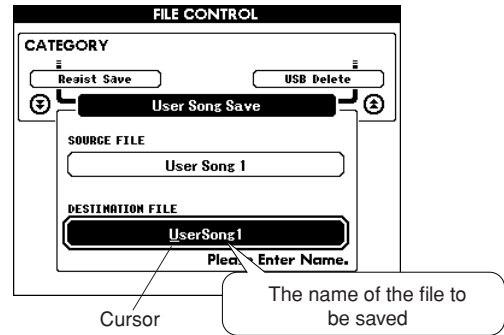 FILE CONTROL
CATEGORY
Regist Save
USB Delete
User Song Save
SOURCE FILE
User Song 1
DESTINATION FILE
UserSong1
Please Enter Name.
Cursor
The name of the file to
be saved